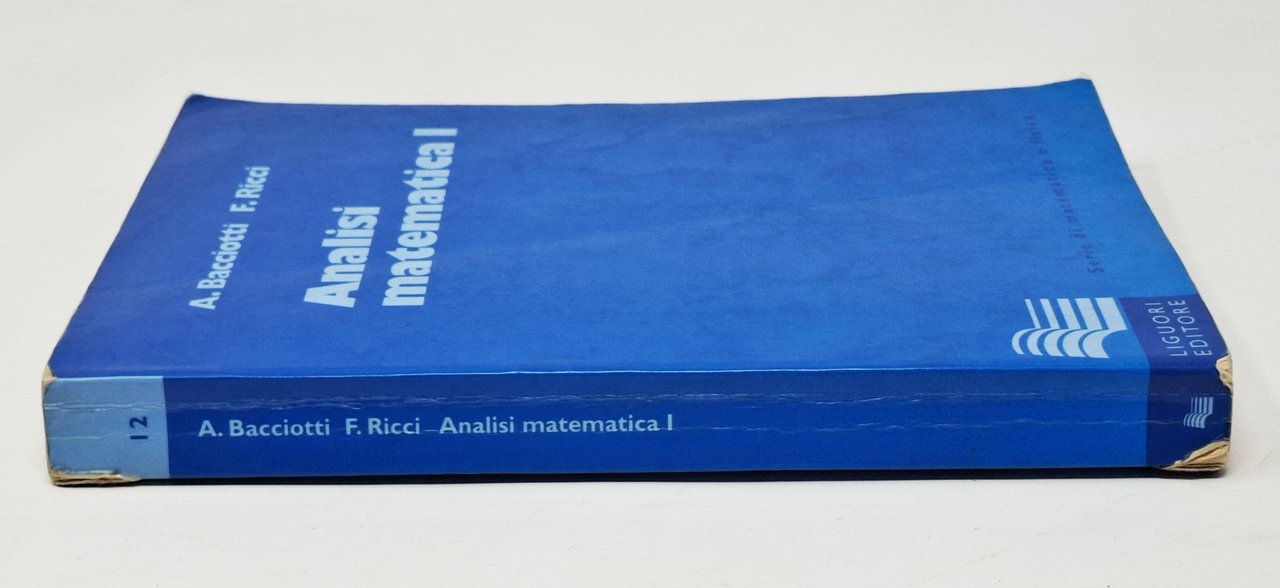 A. Bacciotti F. Ricci
Analisi
matematica I
Serie di matematica e fisica
LIGUORI
EDITORE
12
A. Bacciotti F. Ricci Analisi matematica I